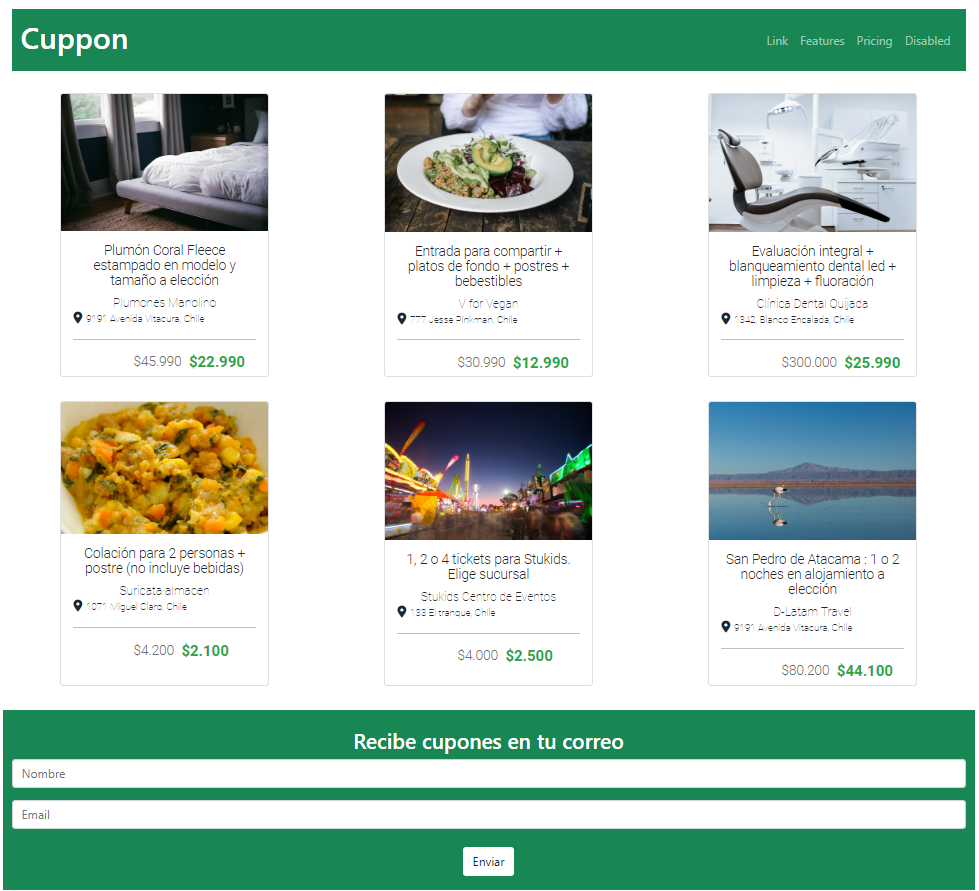 Cuppon
Link Features Pricing Disabled
Plumón Coral Fleece
estampado en modelo y
tamaño a elección
Plumones Manolino
9191 Avenida Vitacura, Chile
$45.990 $22.990
Entrada para compartir +
platos de fondo + postres +
bebestibles
V for Vegan
777 Jesse Pinkman, Chile
$30.990 $12.990
Evaluación integral +
blanqueamiento dental led +
limpieza + fluoración
Clínica Dental Quijada
1342, Blanco Encalada, Chile
$300.000 $25.990
Colación para 2 personas +
postre (no incluye bebidas)
Suricata almacen
1071 Miguel Claro, Chile
$4.200 $2.100
1, 2 o 4 tickets para Stukids.
Elige sucursal
Stukids Centro de Eventos
133 El tranque, Chile
$4.000 $2.500
San Pedro de Atacama : 1 o 2
noches en alojamiento a
elección
D-Latam Travel
9191 Avenida Vitacura, Chile
$80.200 $44.100
Recibe cupones en tu correo
Nombre
Email
Enviar